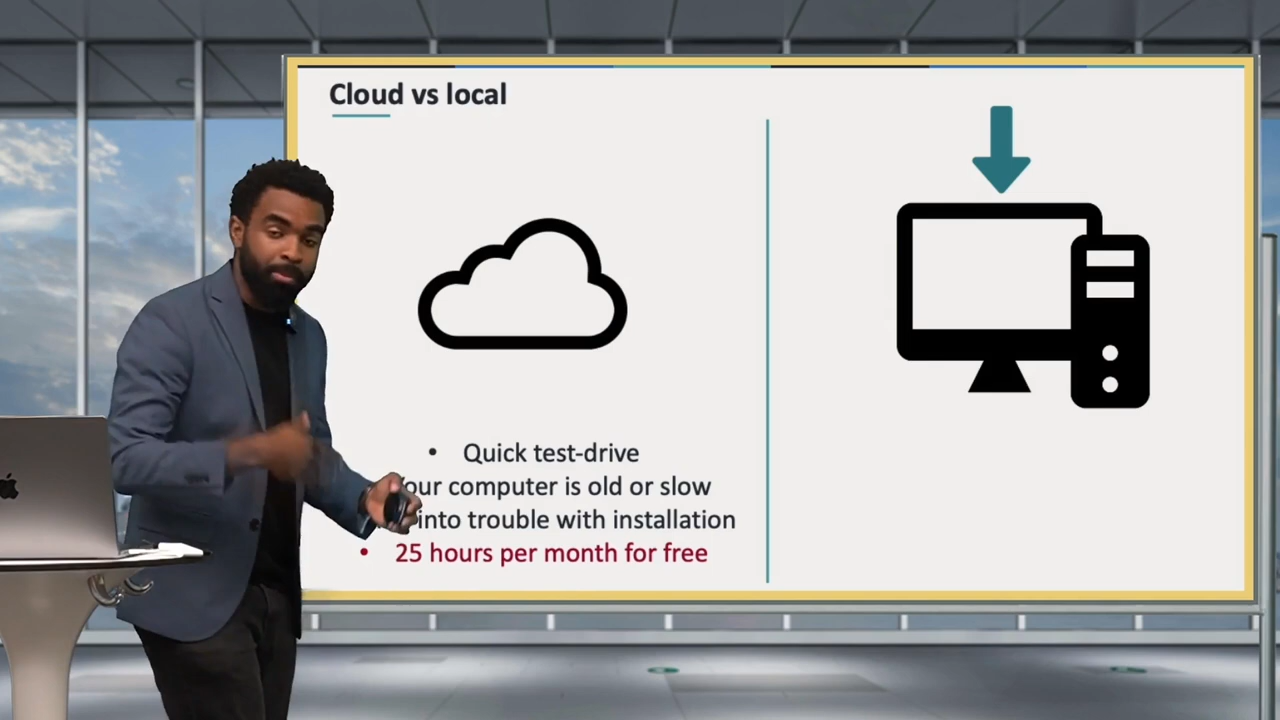 Cloud vs local
• Quick test-drive
your computer is old or slow
into trouble with installation
• 25 hours per month for free